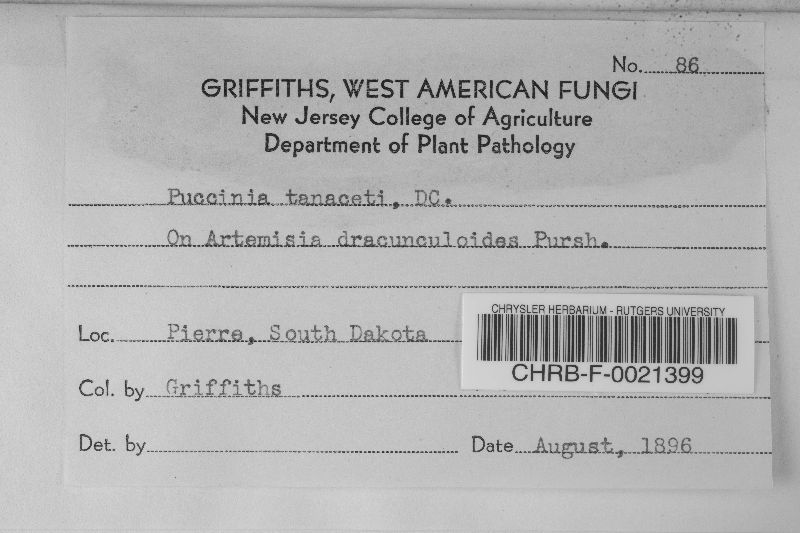 No. 86
GRIFFITHS, WEST AMERICAN FUNGI
New Jersey College of Agriculture
Department of Plant Pathology
Puccinia tanaceti, DC.
On Artemisia dracunculoides Pursh.
CHRYSLER HERBARIUM - RUTGERS UNIVERSITY
CHRB-F-0021399
Loc. Pierre, South Dakota
Col. by Griffiths
Det. by
Date August, 1896